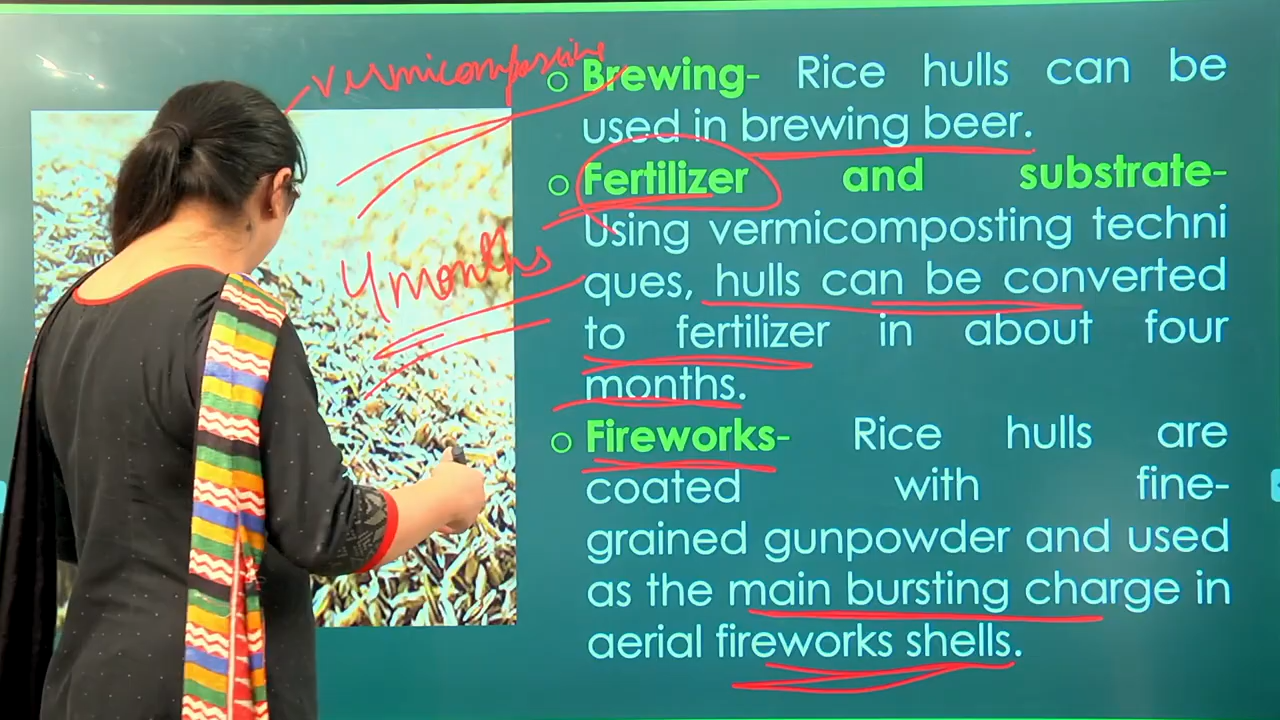 vermicomposting
Brewing- Rice hulls can be
used in brewing beer.
Fertilizer and substrate-
Using vermicomposting techni
ques, hulls can be converted
4 months
to fertilizer in about four
months.
Fireworks- Rice hulls are
coated with fine-
grained gunpowder and used
as the main bursting charge in
aerial fireworks shells.